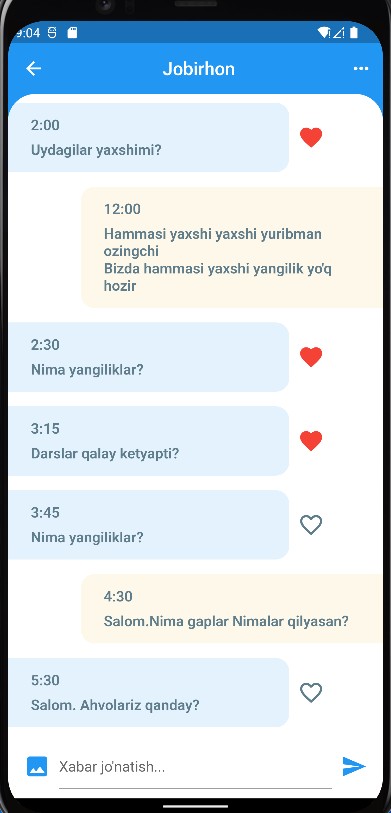 9:04
Jobirhon
2:00
Uydagilar yaxshimi?
12:00
Hammasi yaxshi yaxshi yuribman
ozingchi
Bizda hammasi yaxshi yangilik yo'q
hozir
2:30
Nima yangiliklar?
3:15
Darslar qalay ketyapti?
3:45
Nima yangiliklar?
4:30
Salom.Nima gaplar Nimalar qilyasan?
5:30
Salom. Ahvolariz qanday?
Xabar jo'natish...